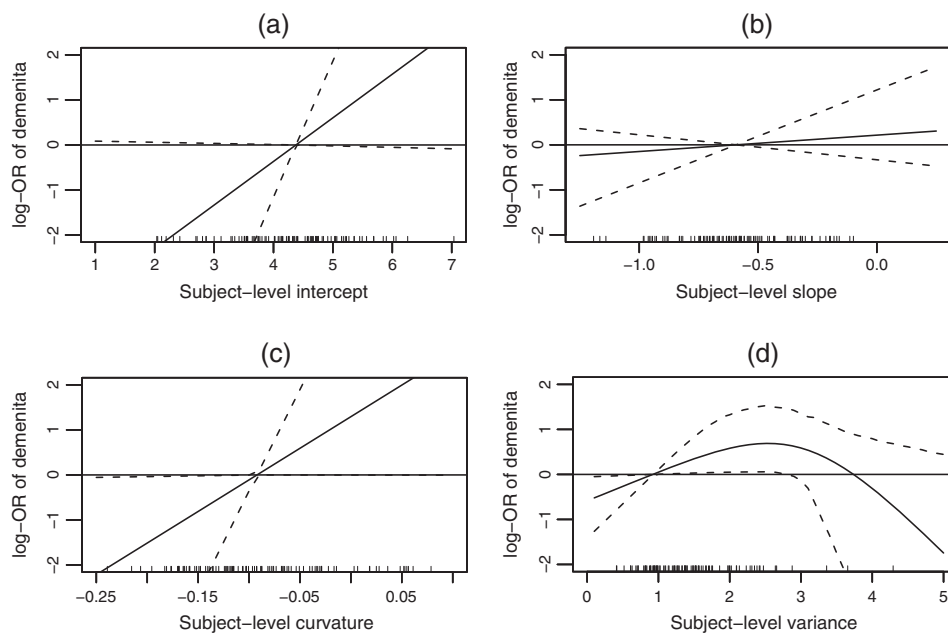 (a)
log−OR of demenita
2
1
0
−1
−2
1 2 3 4 5 6 7
Subject−level intercept
(b)
log−OR of demenita
2
1
0
−1
−2
−1.0 −0.5 0.0
Subject−level slope
(c)
log−OR of demenita
2
1
0
−1
−2
−0.25 −0.15 −0.05 0.05
Subject−level curvature
(d)
log−OR of demenita
2
1
0
−1
−2
0 1 2 3 4 5
Subject−level variance